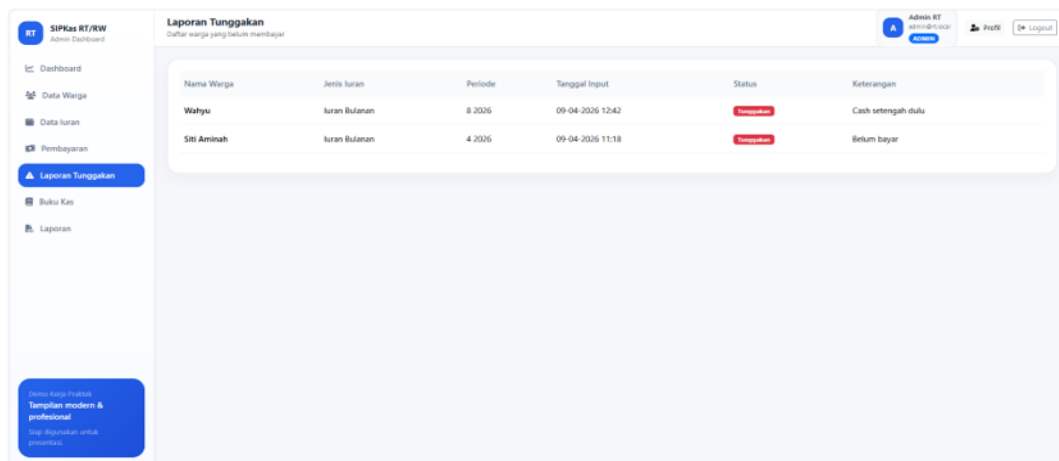 RT
SIPKas RT/RW
Admin Dashboard
Dashboard
Data Warga
Data Iuran
Pembayaran
Laporan Tunggakan
Buku Kas
Laporan
Demo Kerja Praktek
Tampilan modern &
profesional
Siap digunakan untuk
presentasi.
Laporan Tunggakan
Daftar warga yang belum membayar
A
Admin RT
admin@rt.local
ADMIN
Profil
Logout
Nama Warga Jenis Iuran Periode Tanggal Input Status Keterangan
Wahyu Iuran Bulanan 8 2026 09-04-2026 12:42 Tunggakan Cash setengah dulu
Siti Aminah Iuran Bulanan 4 2026 09-04-2026 11:18 Tunggakan Belum bayar